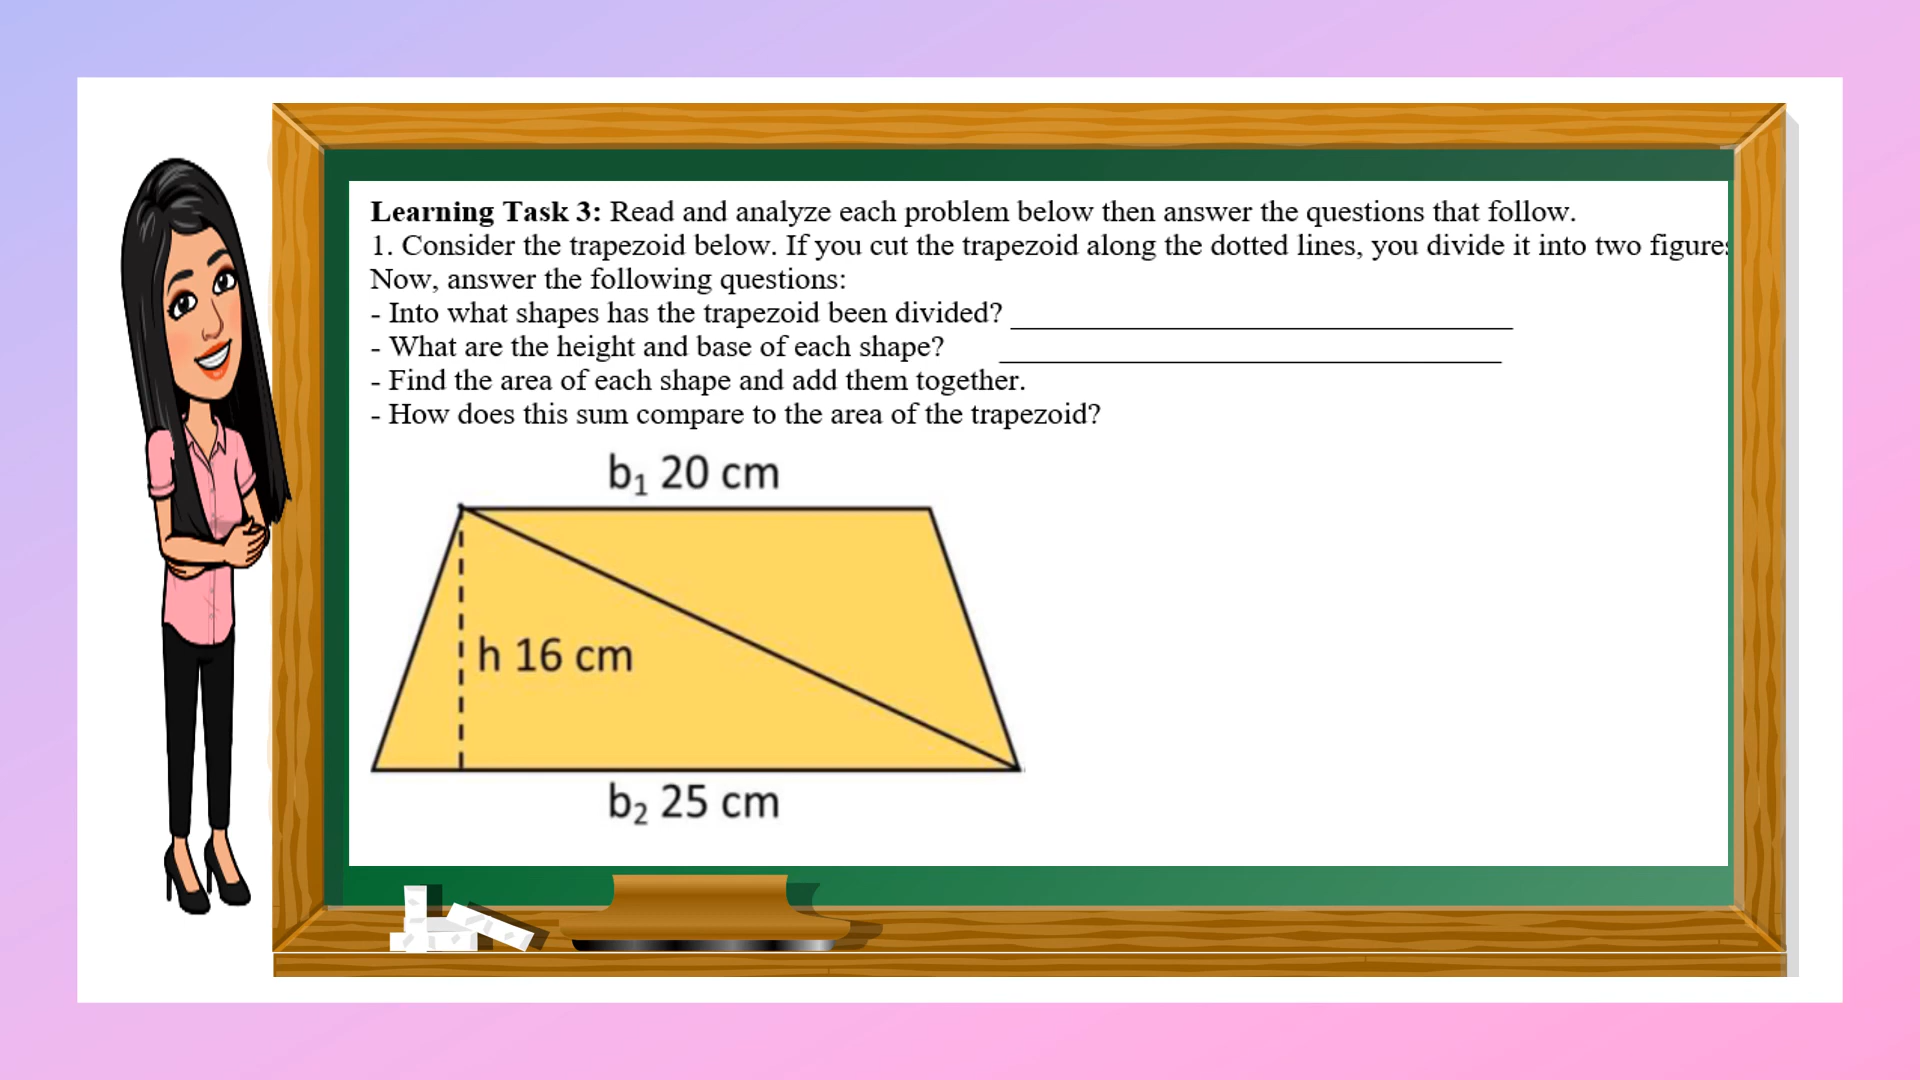 Learning Task 3: Read and analyze each problem below then answer the questions that follow.
1. Consider the trapezoid below. If you cut the trapezoid along the dotted lines, you divide it into two figures
Now, answer the following questions:
- Into what shapes has the trapezoid been divided? ____________________
- What are the height and base of each shape? ____________________
- Find the area of each shape and add them together.
- How does this sum compare to the area of the trapezoid?
b₁ 20 cm
h 16 cm
b₂ 25 cm